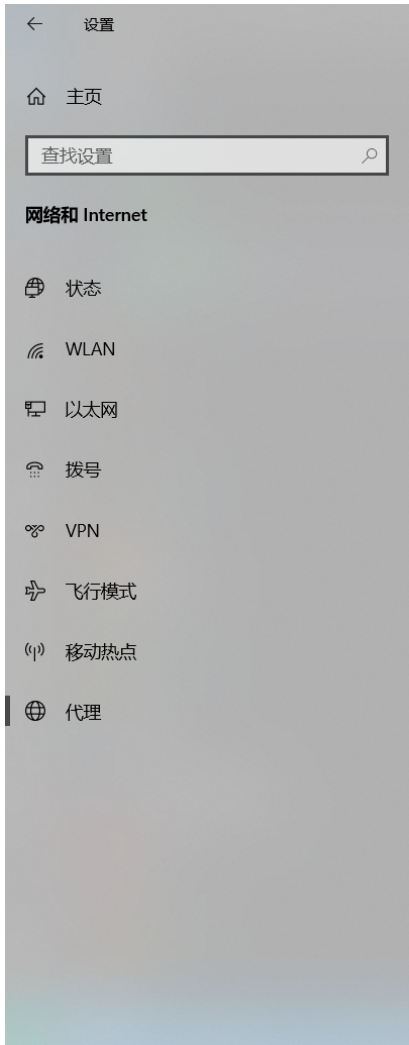 设置
主页
查找设置
网络和 Internet
状态
WLAN
以太网
拨号
VPN
飞行模式
移动热点
代理